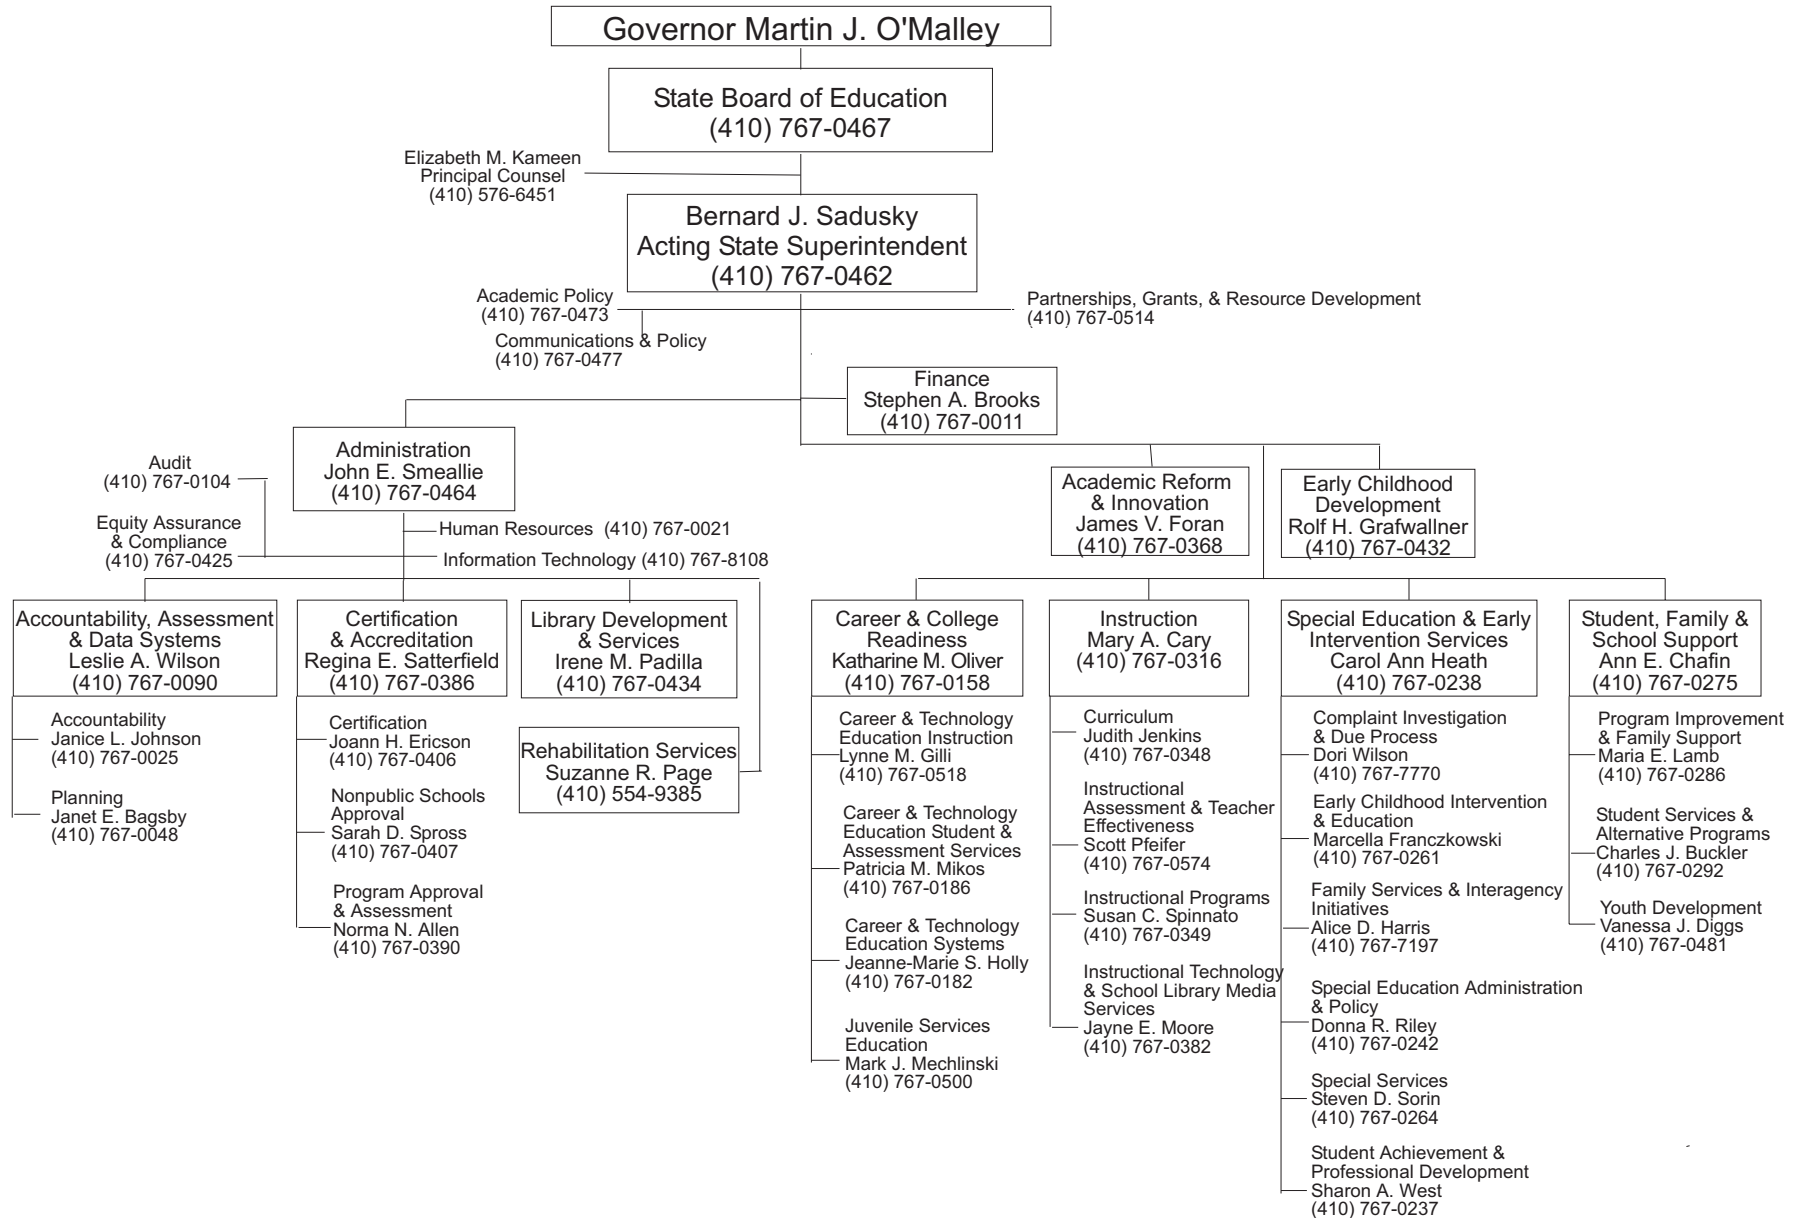 Governor Martin J. O'Malley
State Board of Education
(410) 767-0467
Elizabeth M. Kameen
Principal Counsel
(410) 576-6451
Bernard J. Sadusky
Acting State Superintendent
(410) 767-0462
Academic Policy
(410) 767-0473
Communications & Policy
(410) 767-0477
Partnerships, Grants, & Resource Development
(410) 767-0514
Finance
Stephen A. Brooks
(410) 767-0011
Administration
John E. Smeallie
(410) 767-0464
Audit
(410) 767-0104
Equity Assurance
& Compliance
(410) 767-0425
Human Resources (410) 767-0021
Information Technology (410) 767-8108
Academic Reform
& Innovation
James V. Foran
(410) 767-0368
Early Childhood
Development
Rolf H. Grafwallner
(410) 767-0432
Accountability, Assessment
& Data Systems
Leslie A. Wilson
(410) 767-0090
Accountability
Janice L. Johnson
(410) 767-0025
Planning
Janet E. Bagsby
(410) 767-0048
Certification
& Accreditation
Regina E. Satterfield
(410) 767-0386
Certification
Joann H. Ericson
(410) 767-0406
Nonpublic Schools
Approval
Sarah D. Spross
(410) 767-0407
Program Approval
& Assessment
Norma N. Allen
(410) 767-0390
Library Development
& Services
Irene M. Padilla
(410) 767-0434
Rehabilitation Services
Suzanne R. Page
(410) 554-9385
Career & College
Readiness
Katharine M. Oliver
(410) 767-0158
Career & Technology
Education Instruction
Lynne M. Gilli
(410) 767-0518
Career & Technology
Education Student &
Assessment Services
Patricia M. Mikos
(410) 767-0186
Career & Technology
Education Systems
Jeanne-Marie S. Holly
(410) 767-0182
Juvenile Services
Education
Mark J. Mechlinski
(410) 767-0500
Instruction
Mary A. Cary
(410) 767-0316
Curriculum
Judith Jenkins
(410) 767-0348
Instructional
Assessment & Teacher
Effectiveness
Scott Pfeifer
(410) 767-0574
Instructional Programs
Susan C. Spinnato
(410) 767-0349
Instructional Technology
& School Library Media
Services
Jayne E. Moore
(410) 767-0382
Special Education & Early
Intervention Services
Carol Ann Heath
(410) 767-0238
Complaint Investigation
& Due Process
Dori Wilson
(410) 767-7770
Early Childhood Intervention
& Education
Marcella Franczkowski
(410) 767-0261
Family Services & Interagency
Initiatives
Alice D. Harris
(410) 767-7197
Special Education Administration
& Policy
Donna R. Riley
(410) 767-0242
Special Services
Steven D. Sorin
(410) 767-0264
Student Achievement &
Professional Development
Sharon A. West
(410) 767-0237
Student, Family &
School Support
Ann E. Chafin
(410) 767-0275
Program Improvement
& Family Support
Maria E. Lamb
(410) 767-0286
Student Services &
Alternative Programs
Charles J. Buckler
(410) 767-0292
Youth Development
Vanessa J. Diggs
(410) 767-0481